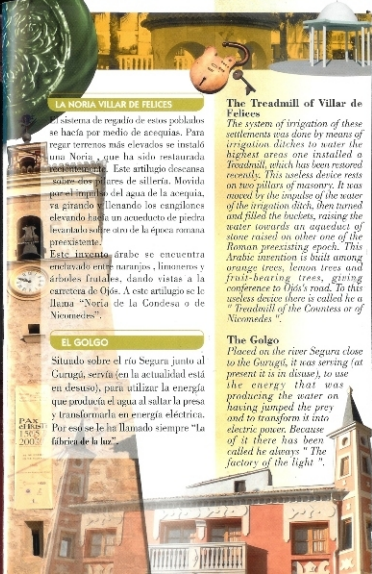 LA NORIA VILLAR DE FELICES
El sistema de regadío de estos poblados
se hacía por medio de acequias. Para
regar terrenos más elevados se instaló
una Noria , que ha sido restaurada
recientemente. Este artilugio descansa
sobre dos pilares de sillería. Movida
por el impulso del agua de la acequia,
va girando y llenando los cangilones
elevando hacia un acueducto de piedra
levantado sobre otro de la época romana
preexistente.
Este invento árabe se encuentra
enclavado entre naranjos , limoneros y
árboles frutales, dando vistas a la
carretera de Ojós. A este artilugio se le
llama "Noria de la Condesa o de
Nicomedes".
EL GOLGO
Situado sobre el río Segura junto al
Gurugú, servía (en la actualidad está
en desuso), para utilizar la energía
que producía el agua al saltar la presa
y transformarla en energía eléctrica.
Por eso se le ha llamado siempre "La
fábrica de la luz".
The Treadmill of Villar de
Felices
The system of irrigation of these
settlements was done by means of
irrigation ditches to water the
highest areas one installed a
Treadmill, which has been restored
recently. This useless device rests
on two pillars of masonry. It was
moved by the impulse of the water
of the irrigation ditch, then turned
and filled the buckets, raising the
water towards an aqueduct of
stone raised on other one of the
Roman preexisting epoch. This
Arabic invention is built among
orange trees, lemon trees and
fruit-bearing trees, giving
conference to Ojós's road. To this
useless device there is called he a
" Treadmill of the Countess or of
Nicomedes ".
The Golgo
Placed on the river Segura close
to the Gurugú, it was serving (at
present it is in disuse), to use
the energy that was
producing the water on
having jumped the prey
and to transform it into
electric power. Because
of it there has been
called he always " The
factory of the light ".
PAX